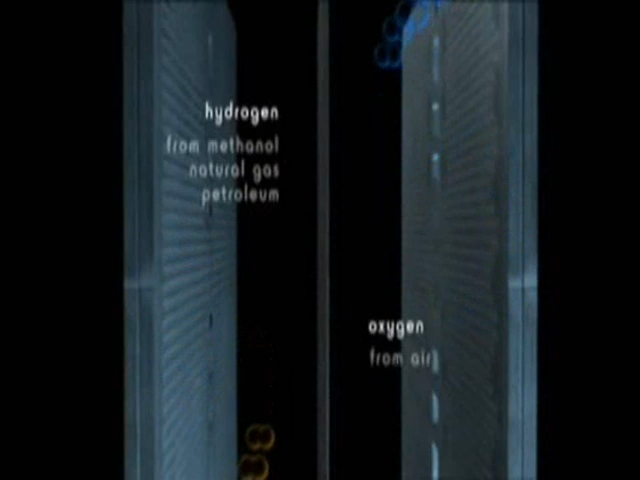 hydrogen
from methanol
natural gas
petroleum
oxygen
from air